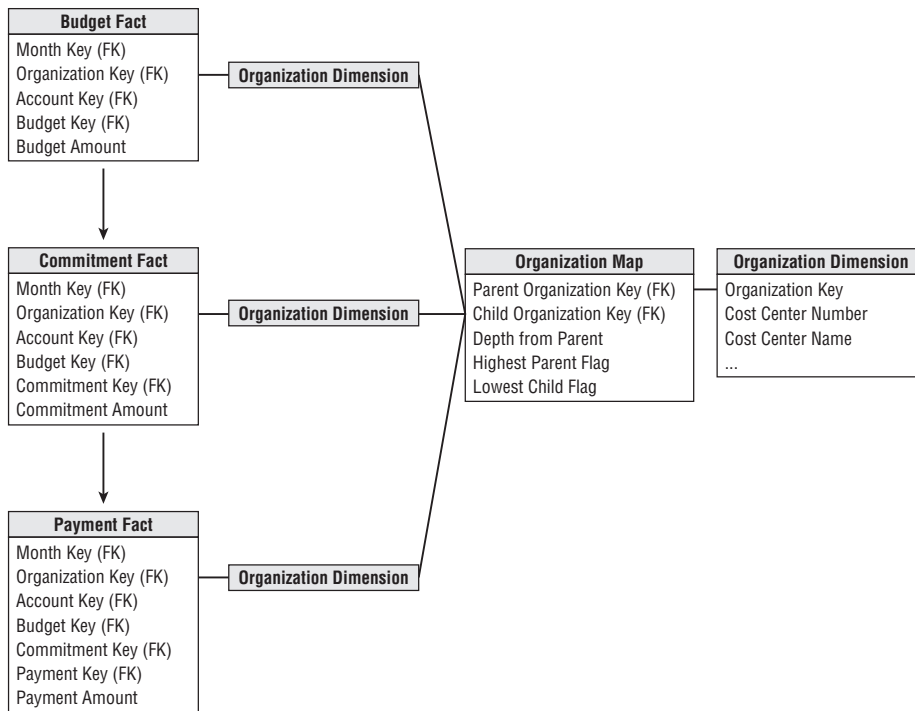 Budget Fact
Month Key (FK)
Organization Key (FK)
Account Key (FK)
Budget Key (FK)
Budget Amount
Organization Dimension
Commitment Fact
Month Key (FK)
Organization Key (FK)
Account Key (FK)
Budget Key (FK)
Commitment Key (FK)
Commitment Amount
Organization Dimension
Payment Fact
Month Key (FK)
Organization Key (FK)
Account Key (FK)
Budget Key (FK)
Commitment Key (FK)
Payment Key (FK)
Payment Amount
Organization Dimension
Organization Map
Parent Organization Key (FK)
Child Organization Key (FK)
Depth from Parent
Highest Parent Flag
Lowest Child Flag
Organization Dimension
Organization Key
Cost Center Number
Cost Center Name
...